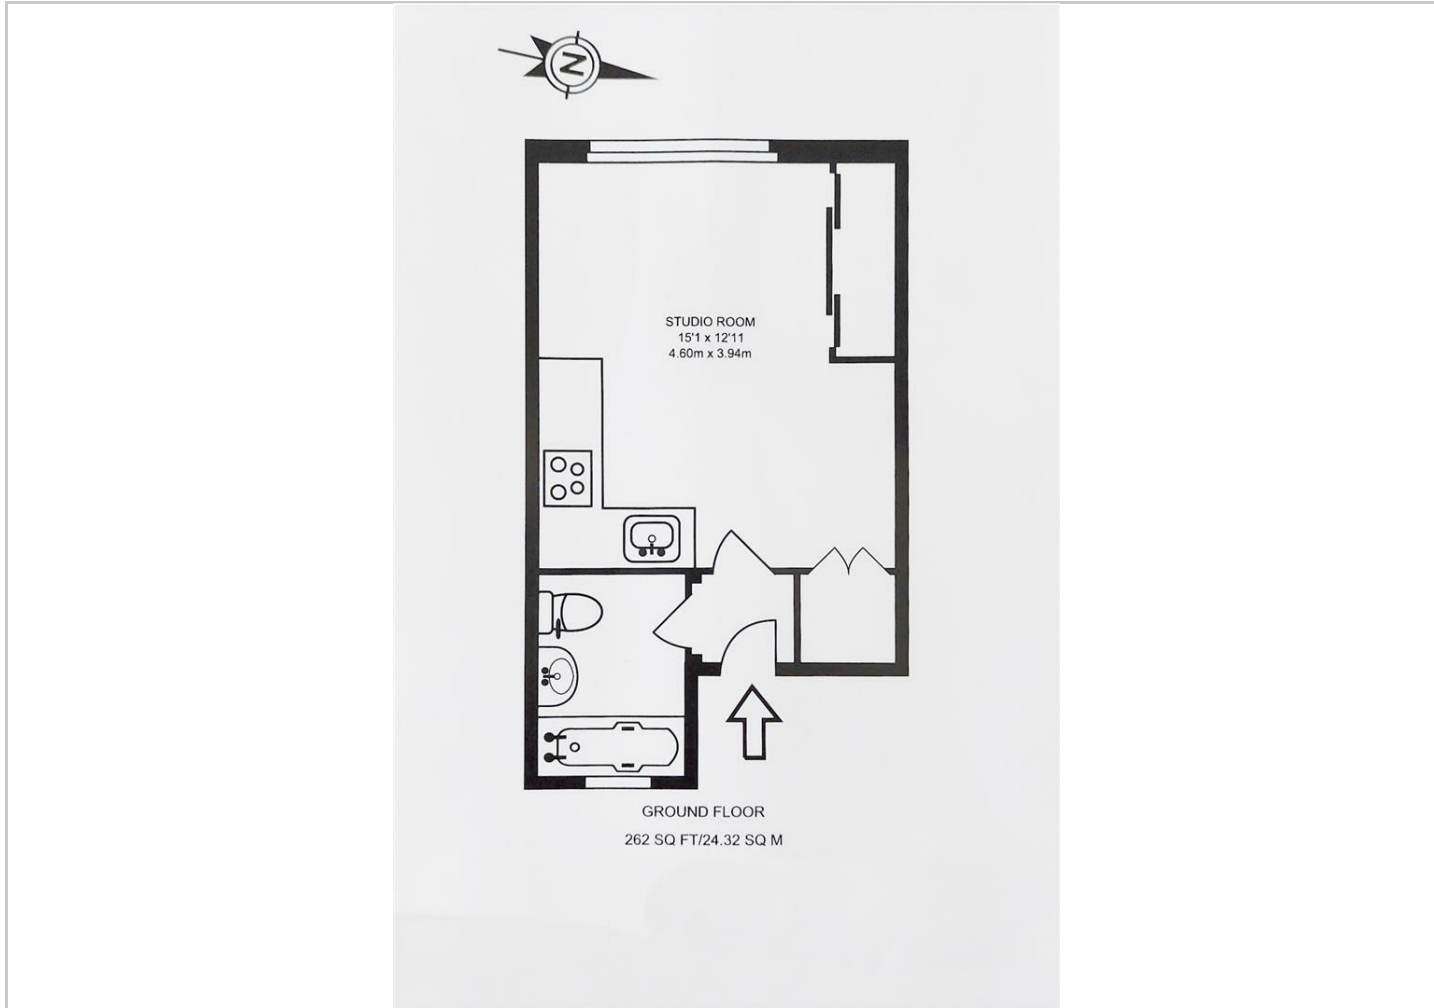 N
STUDIO ROOM
15'1 x 12'11
4.60m x 3.94m
GROUND FLOOR
262 SQ FT/24.32 SQ M